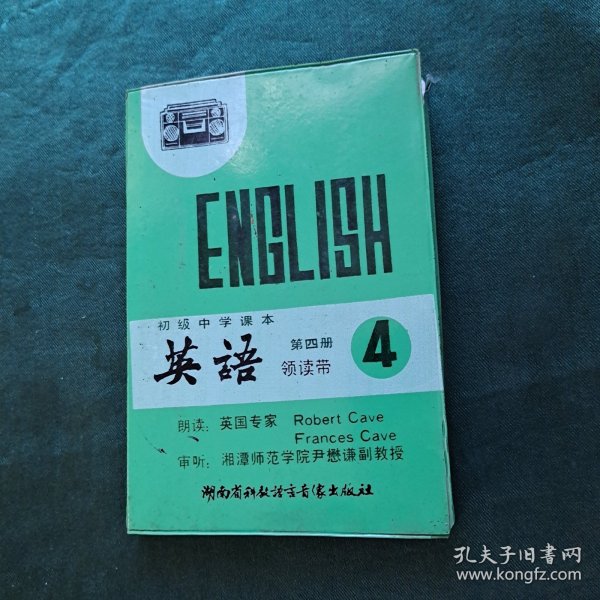 ENGLISH
初级中学课本
英語 第四册 领读带 4
朗读: 英国专家 Robert Cave
Frances Cave
审听: 湘潭师范学院尹懋谦副教授
湖南省科教语言音像出版社
孔夫子旧书网
www.kongfz.com